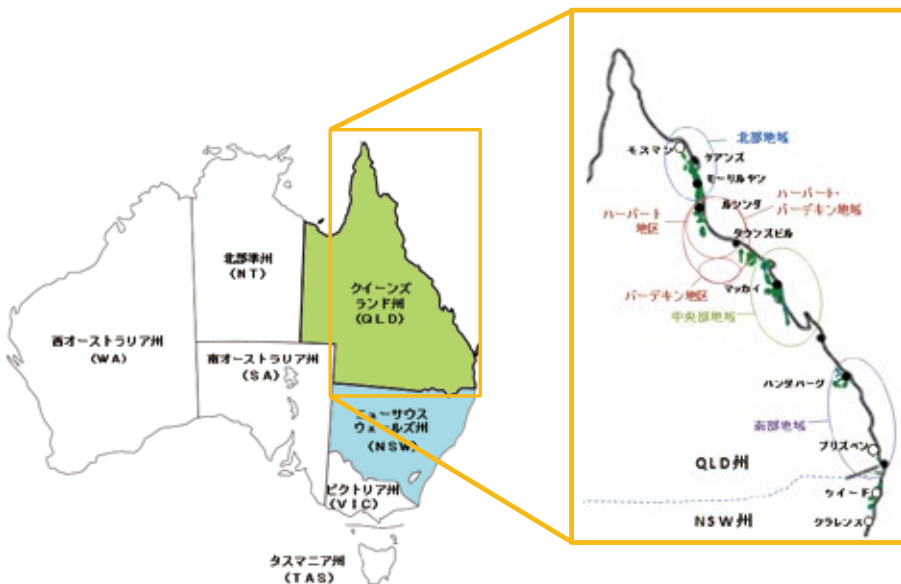 北部準州
(NT)
クイーンズ
ランド州
(QLD)
西オーストラリア州
(WA)
南オーストラリア州
(SA)
ニューサウス
ウェールズ州
(NSW)
ビクトリア州
(VIC)
タスマニア州
(TAS)
北部地域
モスマン
ケアンズ
モーリルヤン
ルシンダ
ハーバート・
バーデキン地域
ハーバート
地区
タウンズビル
バーデキン地区
マッカイ
中央部地域
バンダバーグ
南部地域
ブリスベン
QLD州
ツイード
NSW州
クラレンス